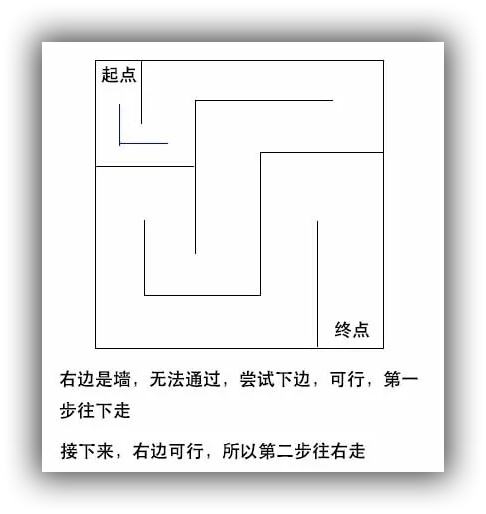 起点
终点
右边是墙，无法通过，尝试下边，可行，第一
步往下走
接下来，右边可行，所以第二步往右走